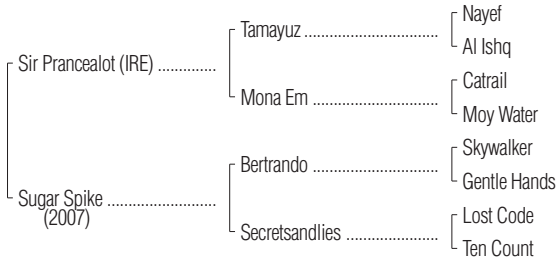 Nayef
Tamayuz
Al Ishq
Sir Prancealot (IRE)
Catrail
Mona Em
Moy Water
Skywalker
Bertrando
Gentle Hands
Sugar Spike
(2007)
Lost Code
Secretsandlies
Ten Count